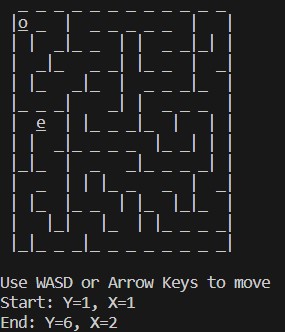 o
e
Use WASD or Arrow Keys to move
Start: Y=1, X=1
End: Y=6, X=2